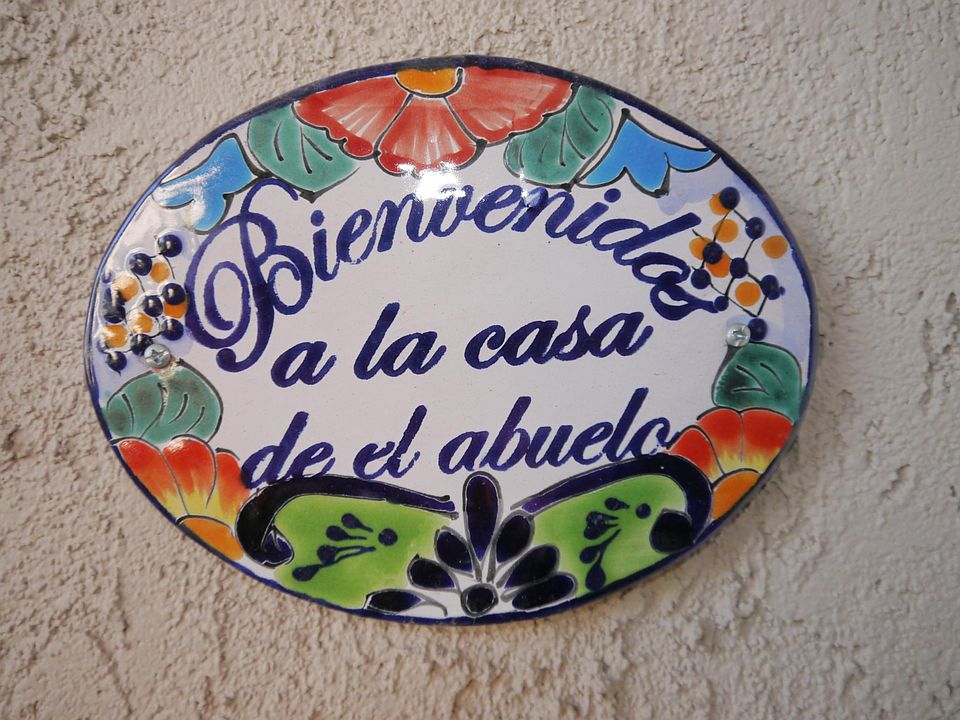 Bienvenidos
a la casa
de el abuelo